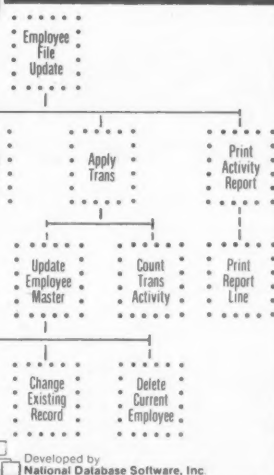 Employee
File
Update
Apply
Trans
Print
Activity
Report
Update
Employee
Master
Count
Trans
Activity
Print
Report
Line
Change
Existing
Record
Delete
Current
Employee
Developed by
National Database Software, Inc.